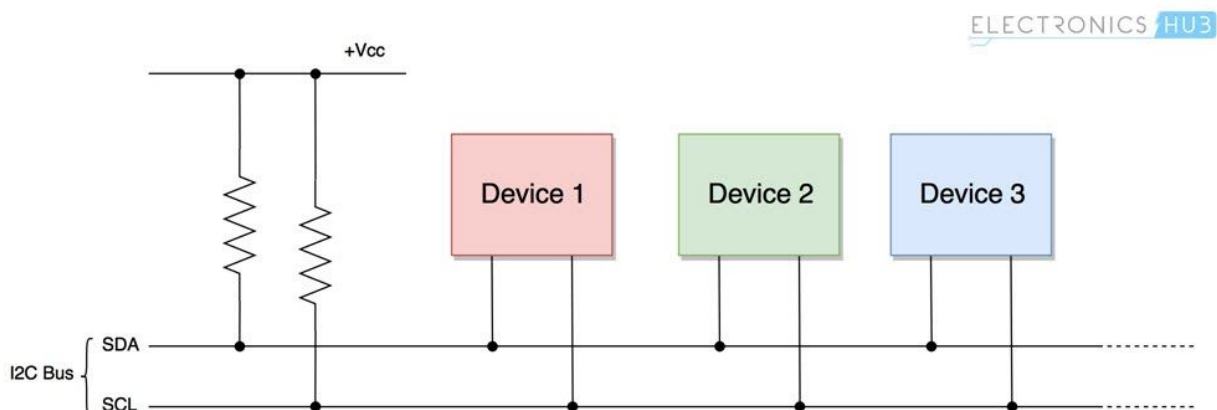 ELECTRONICS HUB
+Vcc
Device 1
Device 2
Device 3
SDA
I2C Bus
SCL